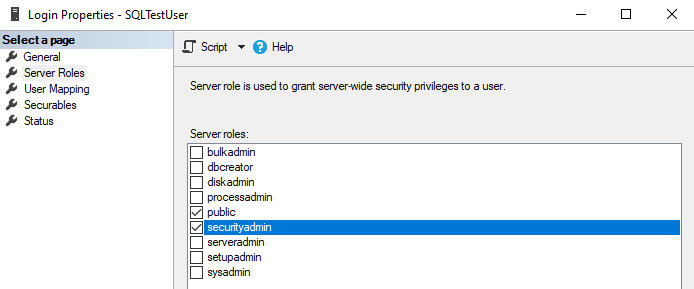 Login Properties - SQLTestUser
Select a page
General
Server Roles
User Mapping
Securables
Status
Script
Help
Server role is used to grant server-wide security privileges to a user.
Server roles:
bulkadmin
dbcreator
diskadmin
processadmin
public
securityadmin
serveradmin
setupadmin
sysadmin